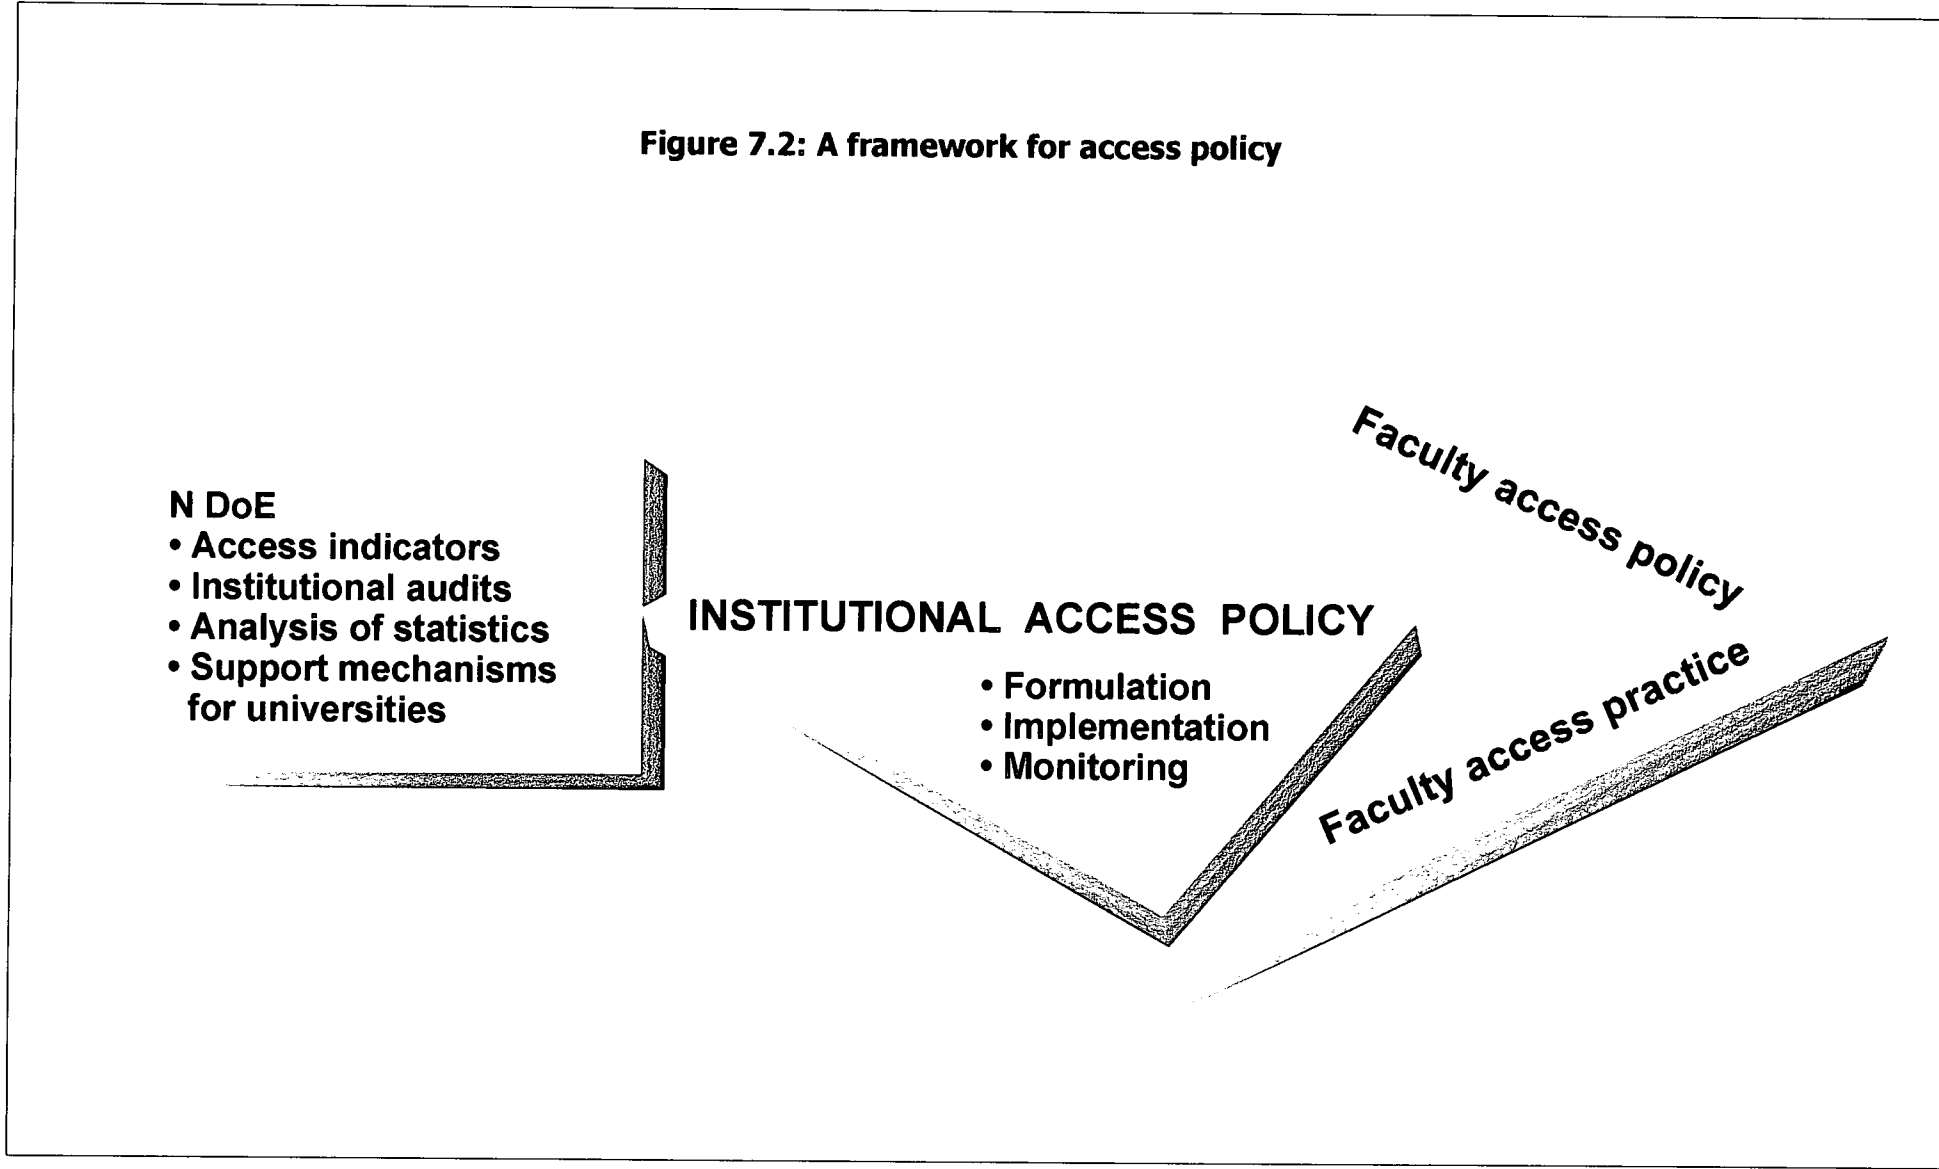 Figure 7.2: A framework for access policy
N DoE
• Access indicators
• Institutional audits
• Analysis of statistics
• Support mechanisms
for universities
INSTITUTIONAL ACCESS POLICY
• Formulation
• Implementation
• Monitoring
Faculty access policy
Faculty access practice